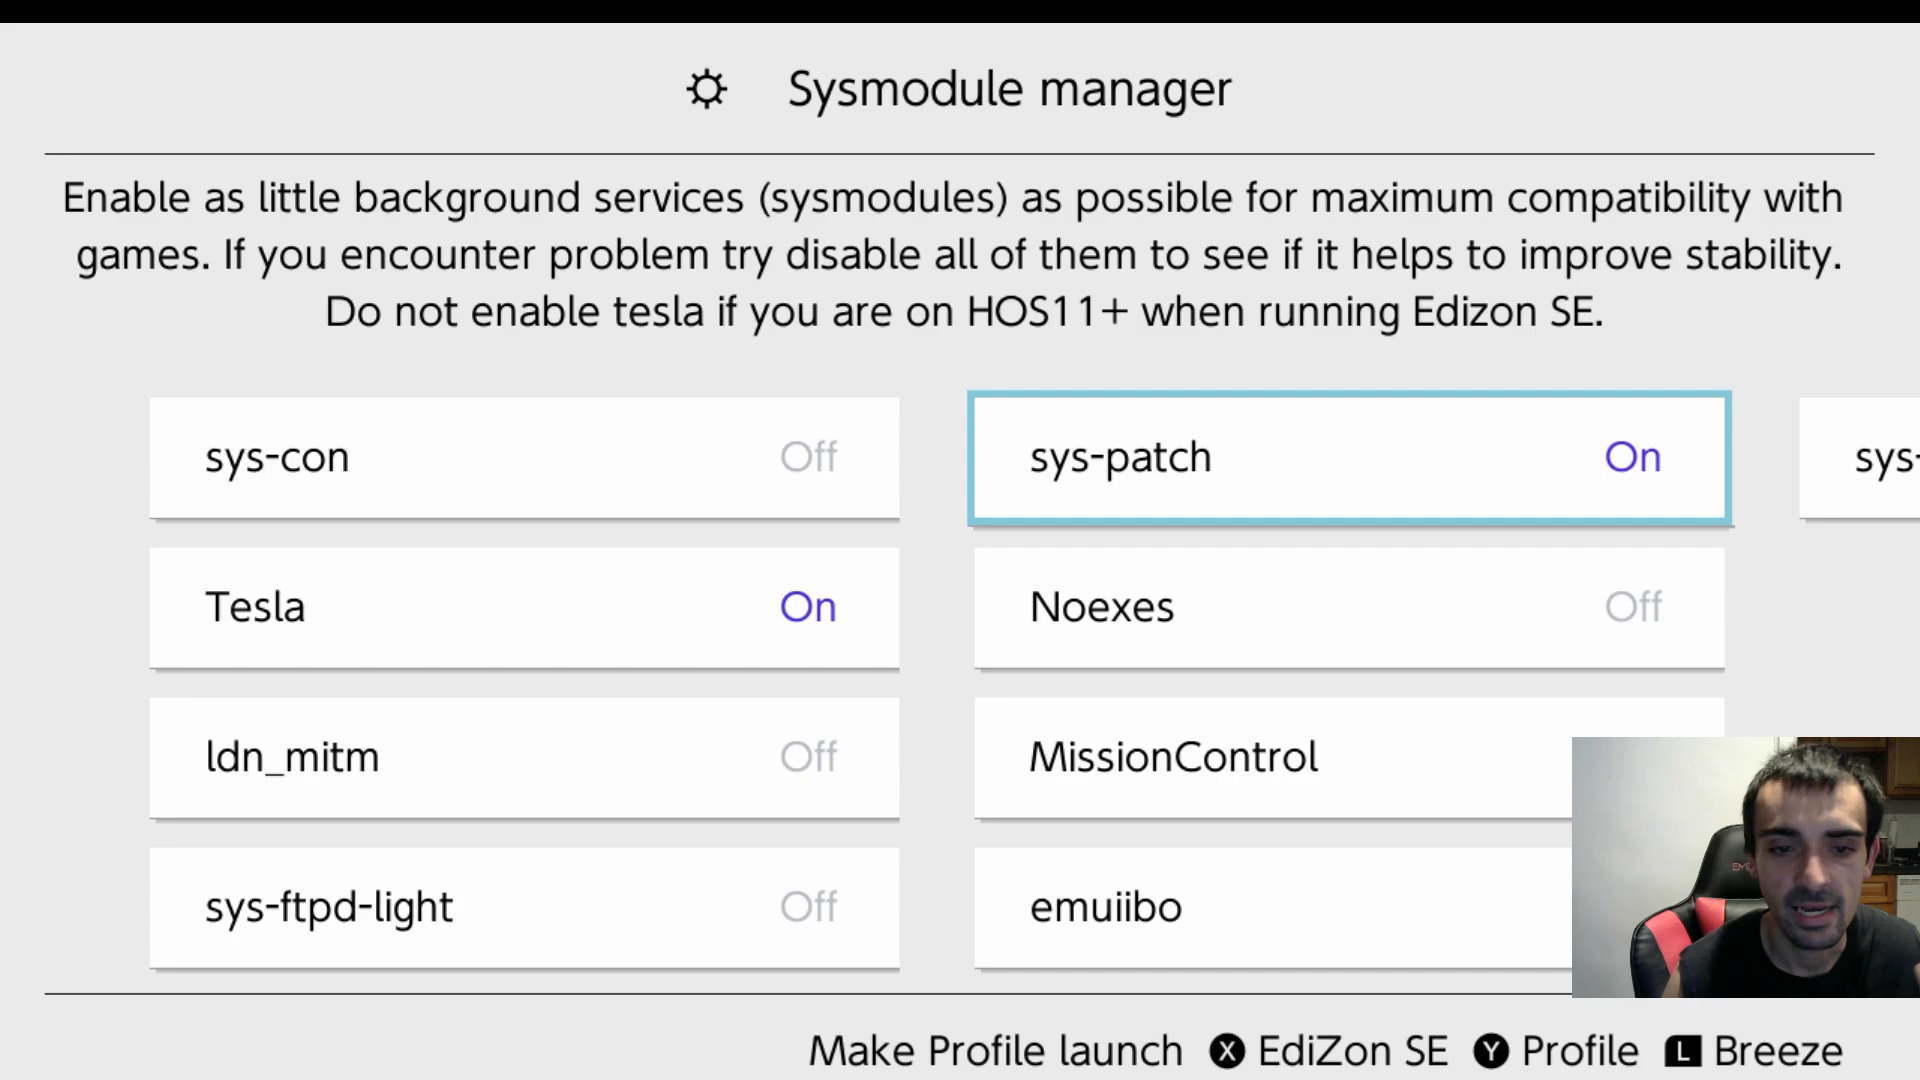 Sysmodule manager
Enable as little background services (sysmodules) as possible for maximum compatibility with
games. If you encounter problem try disable all of them to see if it helps to improve stability.
Do not enable tesla if you are on HOS11+ when running Edizon SE.
sys-con Off
sys-patch On
sys-
Tesla On
Noexes Off
ldn_mitm Off
MissionControl
sys-ftpd-light Off
emuiibo
Make Profile launch X EdiZon SE Y Profile L Breeze